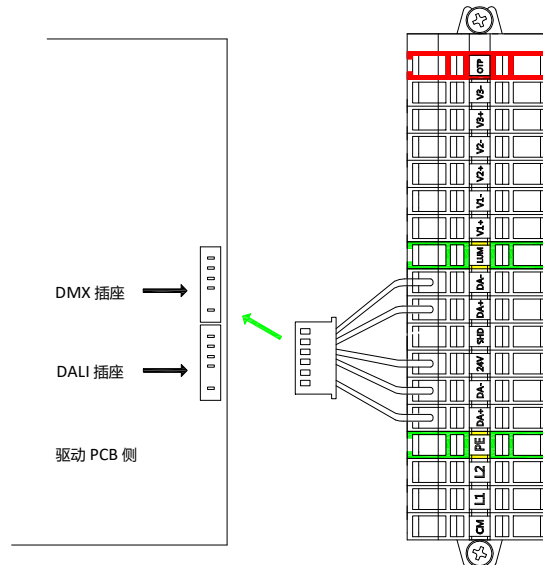 DMX 插座
DALI 插座
驱动 PCB 侧
OTP
V3-
V3+
V2-
V2+
V1-
V1+
LUM
DA-
DA+
SHD
24V
DA-
DA+
PE
L2
L1
CM